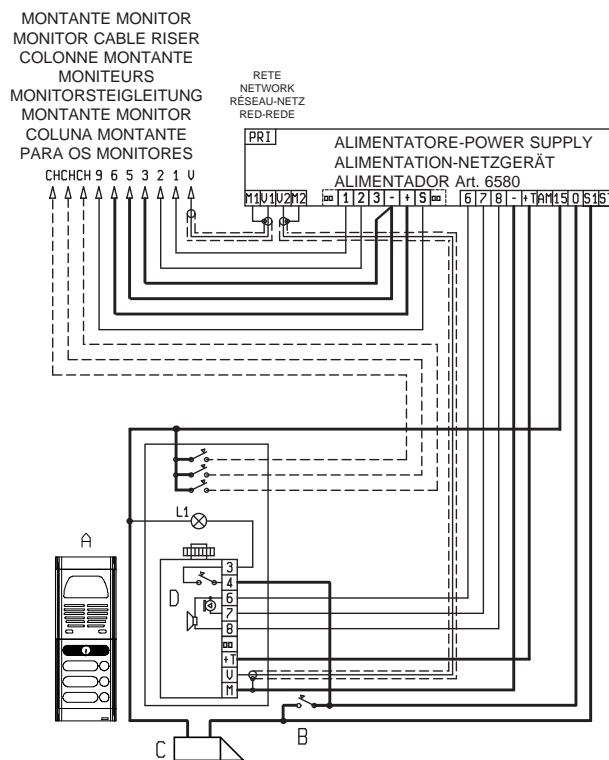 MONTANTE MONITOR
MONITOR CABLE RISER
COLONNE MONTANTE
MONITEURS
MONITORSTEIGLEITUNG
MONTANTE MONITOR
COLUNA MONTANTE
PARA OS MONITORES
CH CH CH 9 6 5 3 2 1 V
RETE
NETWORK
RÉSEAU-NETZ
RED-REDE
PRI
ALIMENTATORE-POWER SUPPLY
ALIMENTATION-NETZGERÄT
ALIMENTADOR Art. 6580
M1 V1 V2 M2
1 2 3 - + S
6 7 8 - +T AM 15 0 S1 ST
L1
A
D
3
4
6
7
8
+T
V
M
B
C